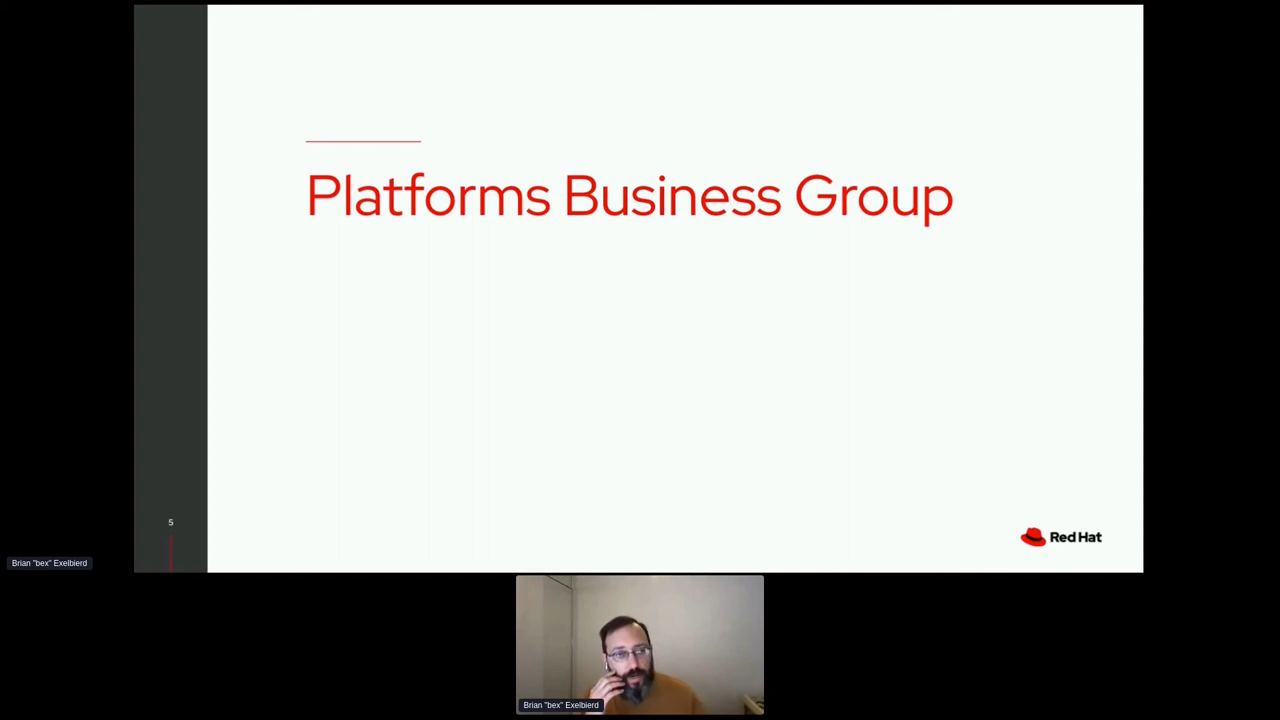 Platforms Business Group
5
Red Hat
Brian "bex" Exelbierd
Brian "bex" Exelbierd